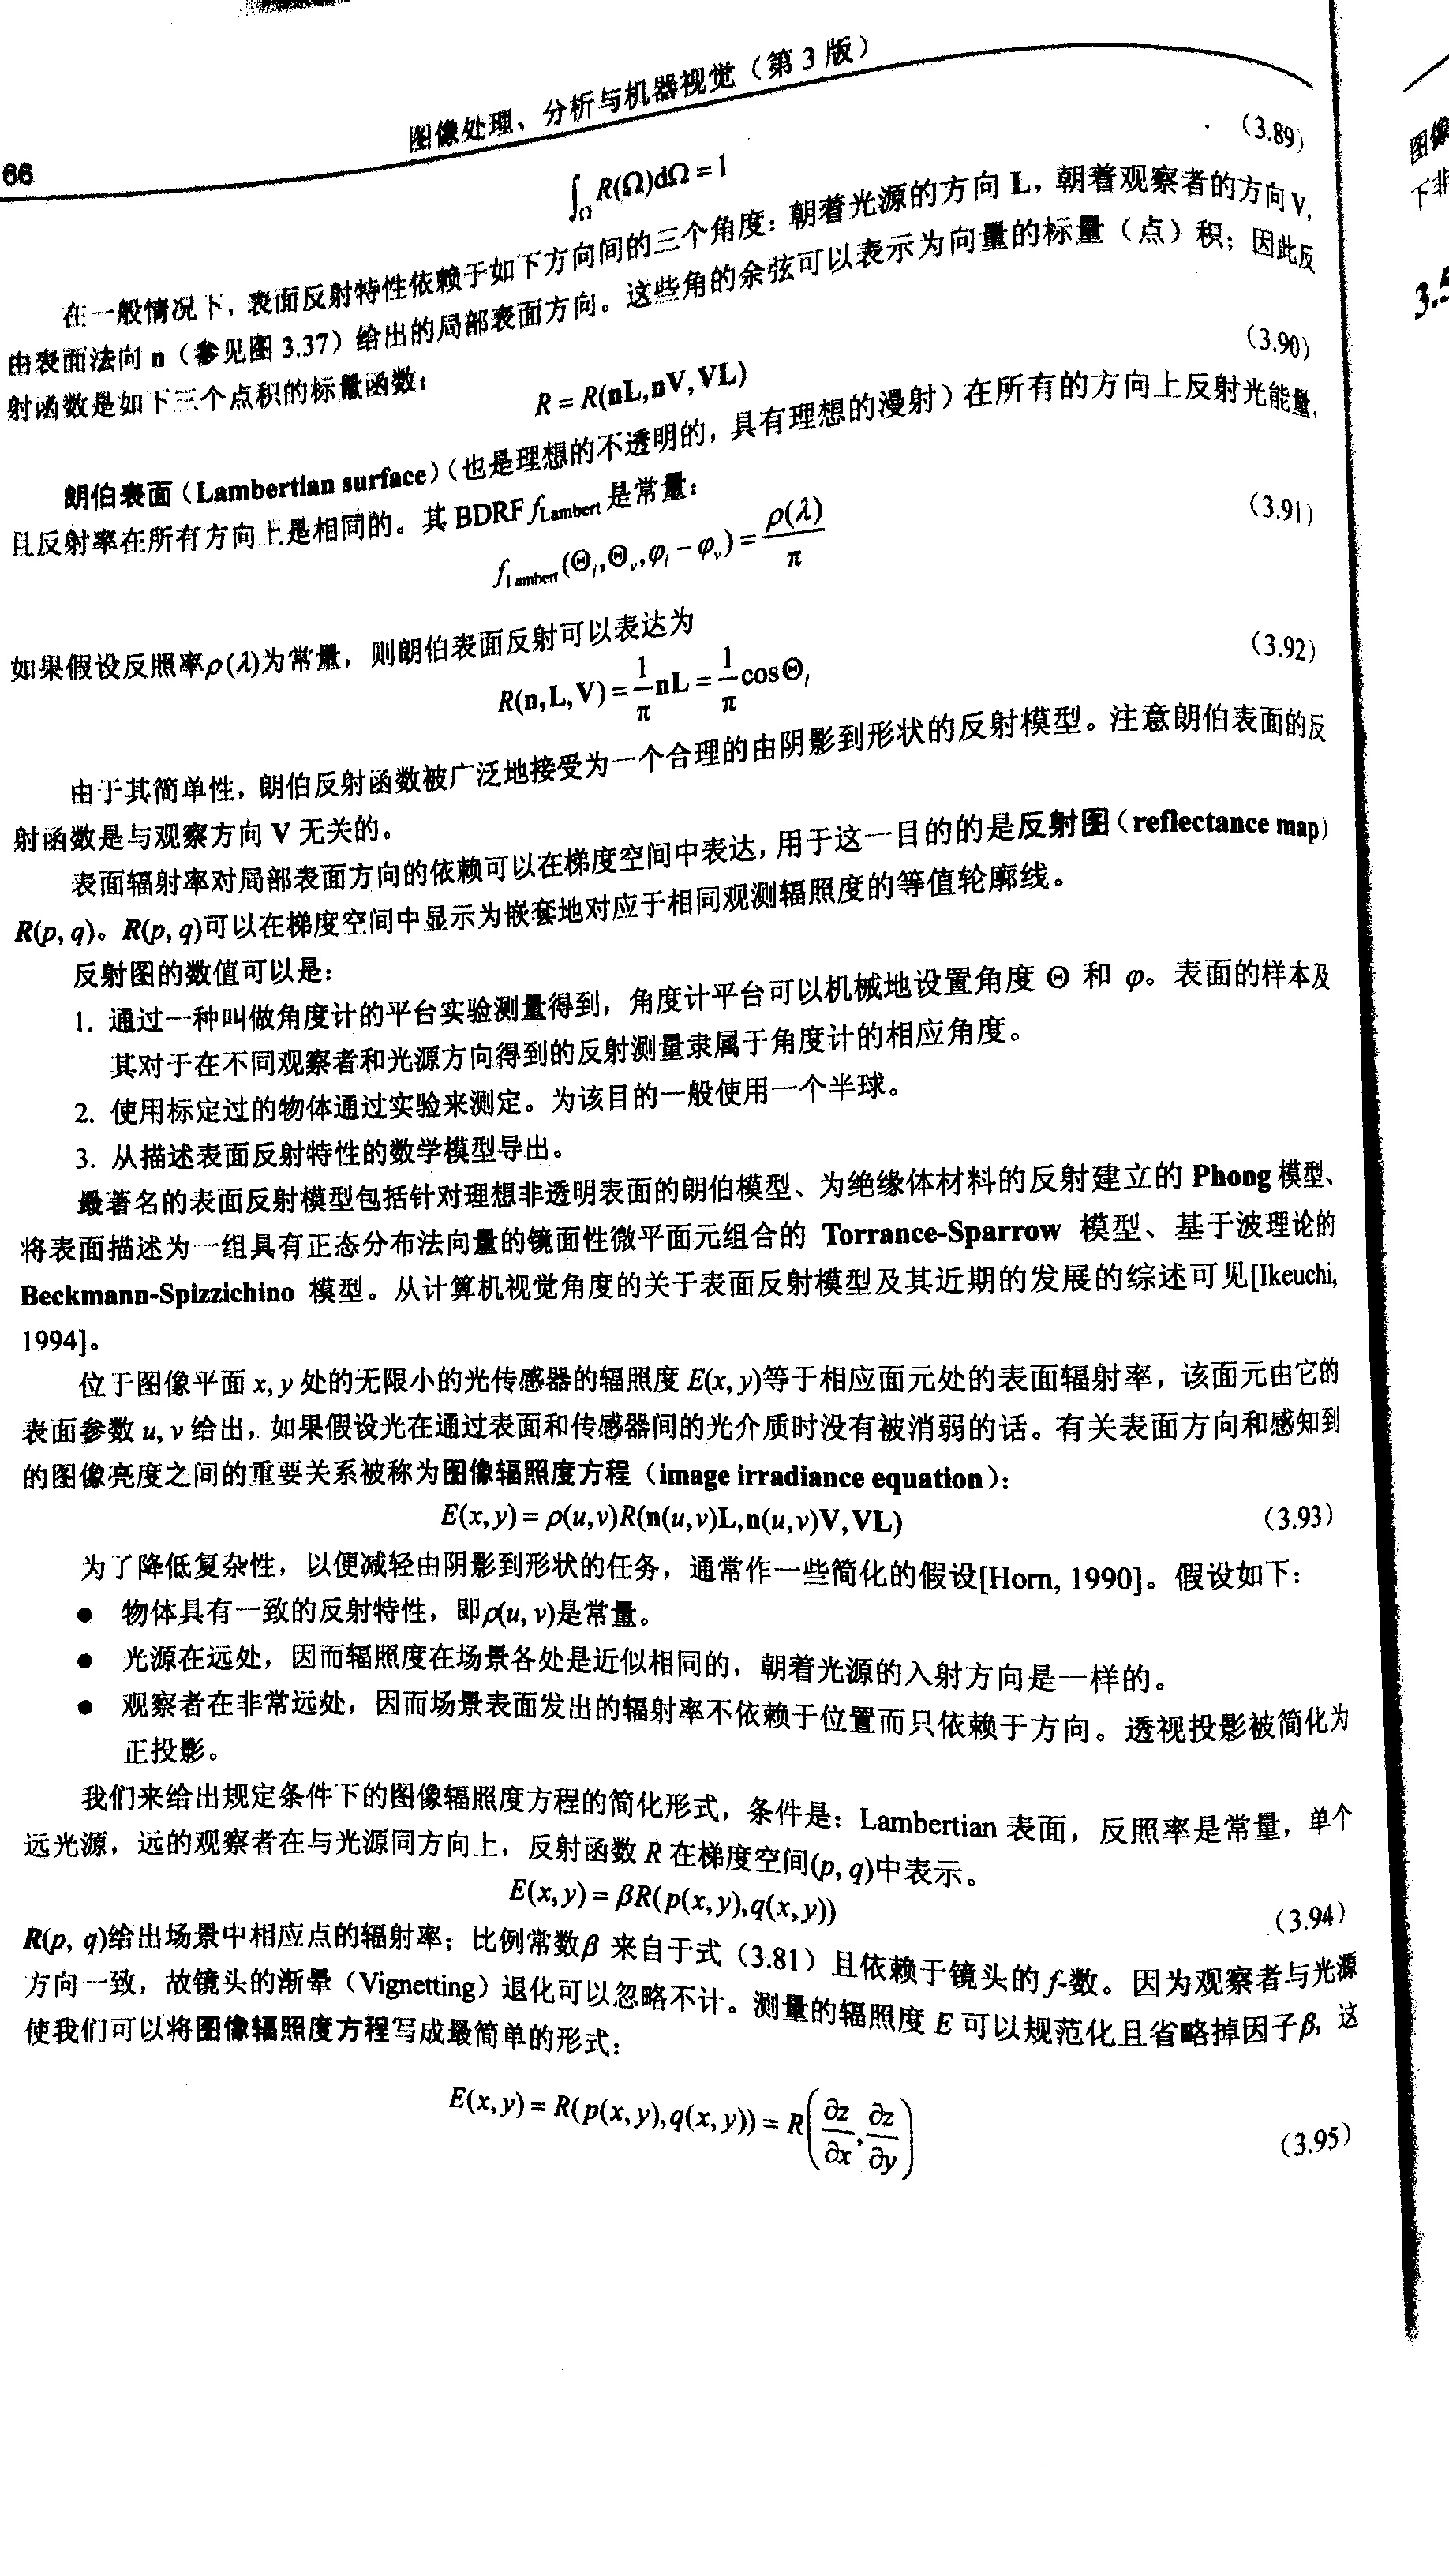 图像处理、分析与机器视觉（第 3 版）
66
∫_Ω R(Ω)dΩ = 1 （3.89）
在一般情况下，表面反射特性依赖于如下方向间的三个角度：朝着光源的方向 L，朝着观察者的方向 V，
由表面法向 n（参见图 3.37）给出的局部表面方向。这些角的余弦可以表示为向量的标量（点）积；因此反
射函数是如下三个点积的标量函数：
R = R(nL,nV,VL) （3.90）
朗伯表面（Lambertian surface）（也是理想的不透明的，具有理想的漫射）在所有的方向上反射光能量，
且反射率在所有方向上是相同的。其 BDRF f_Lambert 是常量：
f_Lambert(Θ_i,Θ_v,φ_i − φ_v) = ρ(λ)/π （3.91）
如果假设反照率ρ(λ)为常量，则朗伯表面反射可以表达为
R(n,L,V) = 1/π nL = 1/π cosΘ_i （3.92）
由于其简单性，朗伯反射函数被广泛地接受为一个合理的由阴影到形状的反射模型。注意朗伯表面的反
射函数是与观察方向 V 无关的。
表面辐射率对局部表面方向的依赖可以在梯度空间中表达，用于这一目的的是反射图（reflectance map）
R(p, q)。R(p, q)可以在梯度空间中显示为嵌套地对应于相同观测辐照度的等值轮廓线。
反射图的数值可以是：
1. 通过一种叫做角度计的平台实验测量得到，角度计平台可以机械地设置角度 Θ 和 φ。表面的样本及
其对于在不同观察者和光源方向得到的反射测量隶属于角度计的相应角度。
2. 使用标定过的物体通过实验来测定。为该目的一般使用一个半球。
3. 从描述表面反射特性的数学模型导出。
最著名的表面反射模型包括针对理想非透明表面的朗伯模型、为绝缘体材料的反射建立的 Phong 模型、
将表面描述为一组具有正态分布法向量的镜面性微平面元组合的 Torrance-Sparrow 模型、基于波理论的
Beckmann-Spizzichino 模型。从计算机视觉角度的关于表面反射模型及其近期的发展的综述可见[Ikeuchi,
1994]。
位于图像平面 x, y 处的无限小的光传感器的辐照度 E(x, y)等于相应面元处的表面辐射率，该面元由它的
表面参数 u, v 给出，如果假设光在通过表面和传感器间的光介质时没有被消弱的话。有关表面方向和感知到
的图像亮度之间的重要关系被称为图像辐照度方程（image irradiance equation）：
E(x, y) = ρ(u,v)R(n(u,v)L,n(u,v)V,VL) （3.93）
为了降低复杂性，以便减轻由阴影到形状的任务，通常作一些简化的假设[Horn, 1990]。假设如下：
● 物体具有一致的反射特性，即ρ(u, v)是常量。
● 光源在远处，因而辐照度在场景各处是近似相同的，朝着光源的入射方向是一样的。
● 观察者在非常远处，因而场景表面发出的辐射率不依赖于位置而只依赖于方向。透视投影被简化为
正投影。
我们来给出规定条件下的图像辐照度方程的简化形式，条件是：Lambertian 表面，反照率是常量，单个
远光源，远的观察者在与光源同方向上，反射函数 R 在梯度空间(p, q)中表示。
E(x, y) = βR(p(x, y),q(x, y)) （3.94）
R(p, q)给出场景中相应点的辐射率；比例常数β 来自于式（3.81）且依赖于镜头的 f-数。因为观察者与光源
方向一致，故镜头的渐晕（Vignetting）退化可以忽略不计。测量的辐照度 E 可以规范化且省略掉因子β，这
使我们可以将图像辐照度方程写成最简单的形式：
E(x, y) = R(p(x, y),q(x, y)) = R(∂z/∂x, ∂z/∂y) （3.95）
图像
下非